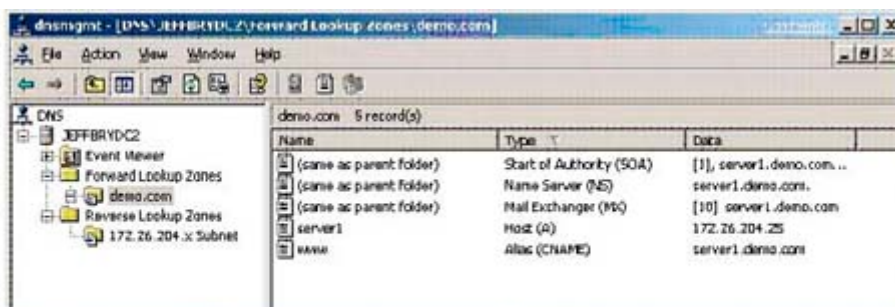 dnsmgmt - [DNS\JEFFBRYDC2\Forward Lookup Zones\demo.com]
File Action View Window Help
DNS
JEFFBRYDC2
Event Viewer
Forward Lookup Zones
demo.com
Reverse Lookup Zones
172.26.204.x Subnet
demo.com 5 record(s)
Name Type Data
(same as parent folder) Start of Authority (SOA) [1], server1.demo.com...
(same as parent folder) Name Server (NS) server1.demo.com.
(same as parent folder) Mail Exchanger (MX) [10] server1.demo.com
server1 Host (A) 172.26.204.25
www Alias (CNAME) server1.demo.com